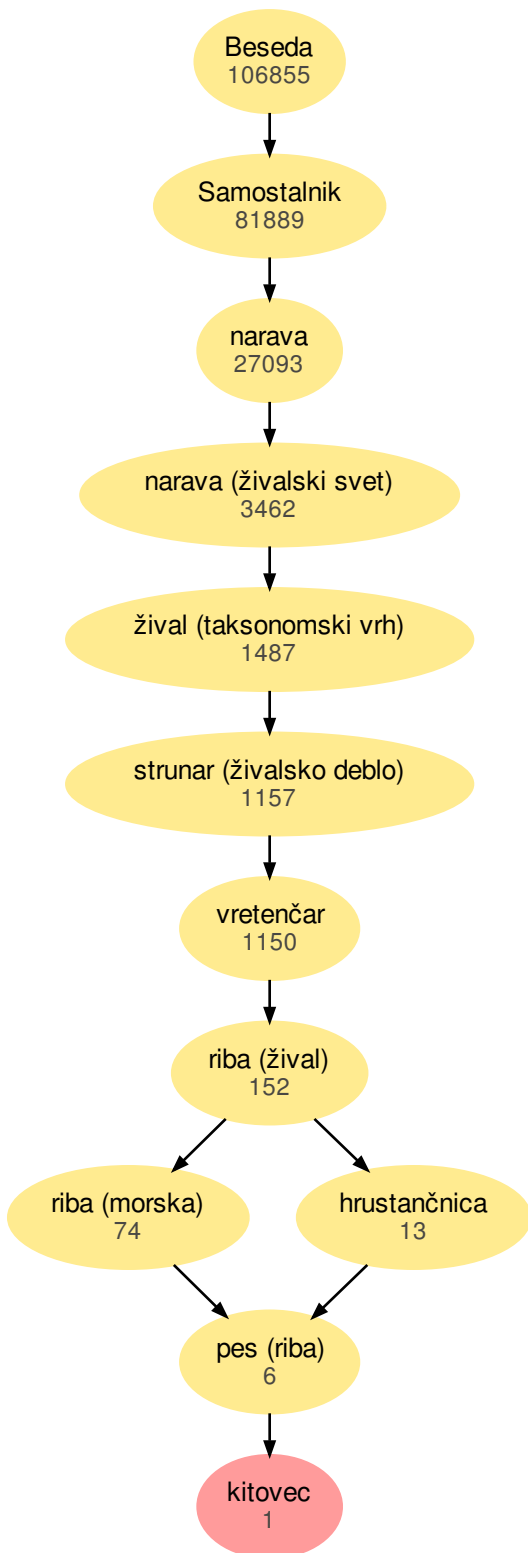 Beseda
106855
Samostalnik
81889
narava
27093
narava (živalski svet)
3462
žival (taksonomski vrh)
1487
strunar (živalsko deblo)
1157
vretenčar
1150
riba (žival)
152
riba (morska)
74
hrustančnica
13
pes (riba)
6
kitovec
1